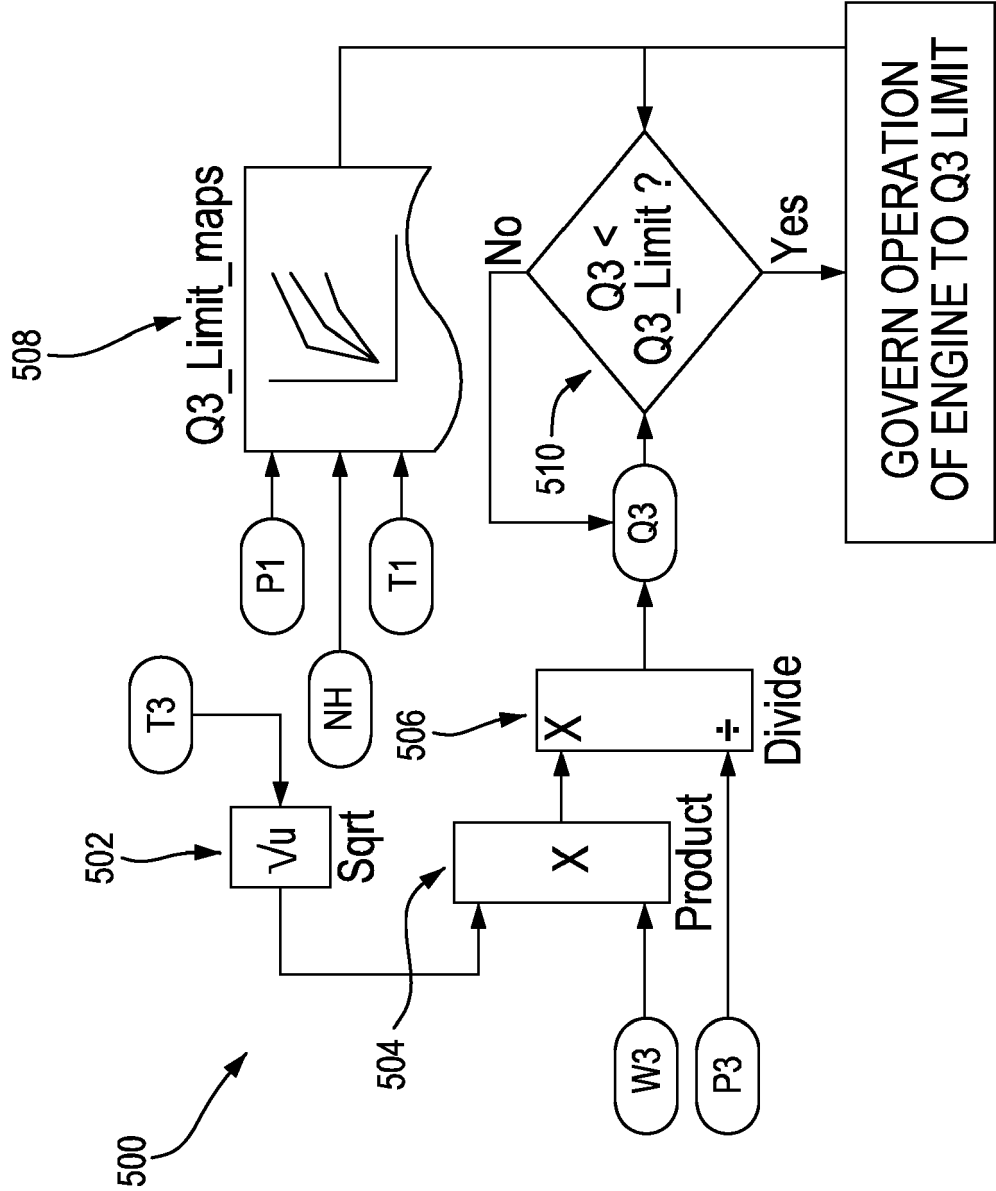 500
502
√u
Sqrt
T3
504
X
Product
W3
P3
506
X
÷
Divide
508
Q3_Limit_maps
P1
NH
T1
Q3
510
Q3 <
Q3_Limit ?
No
Yes
GOVERN OPERATION
OF ENGINE TO Q3 LIMIT